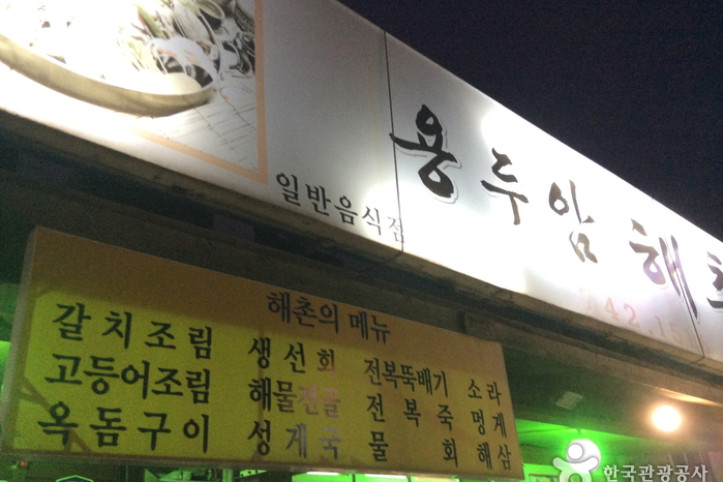 용두암 해
일반음식점
42.15
해촌의 메뉴
갈치조림 생선회 전복뚝배기 소라
고등어조림 해물전골 전복죽 멍게
옥돔구이 성게국 물회 해삼
한국관광공사